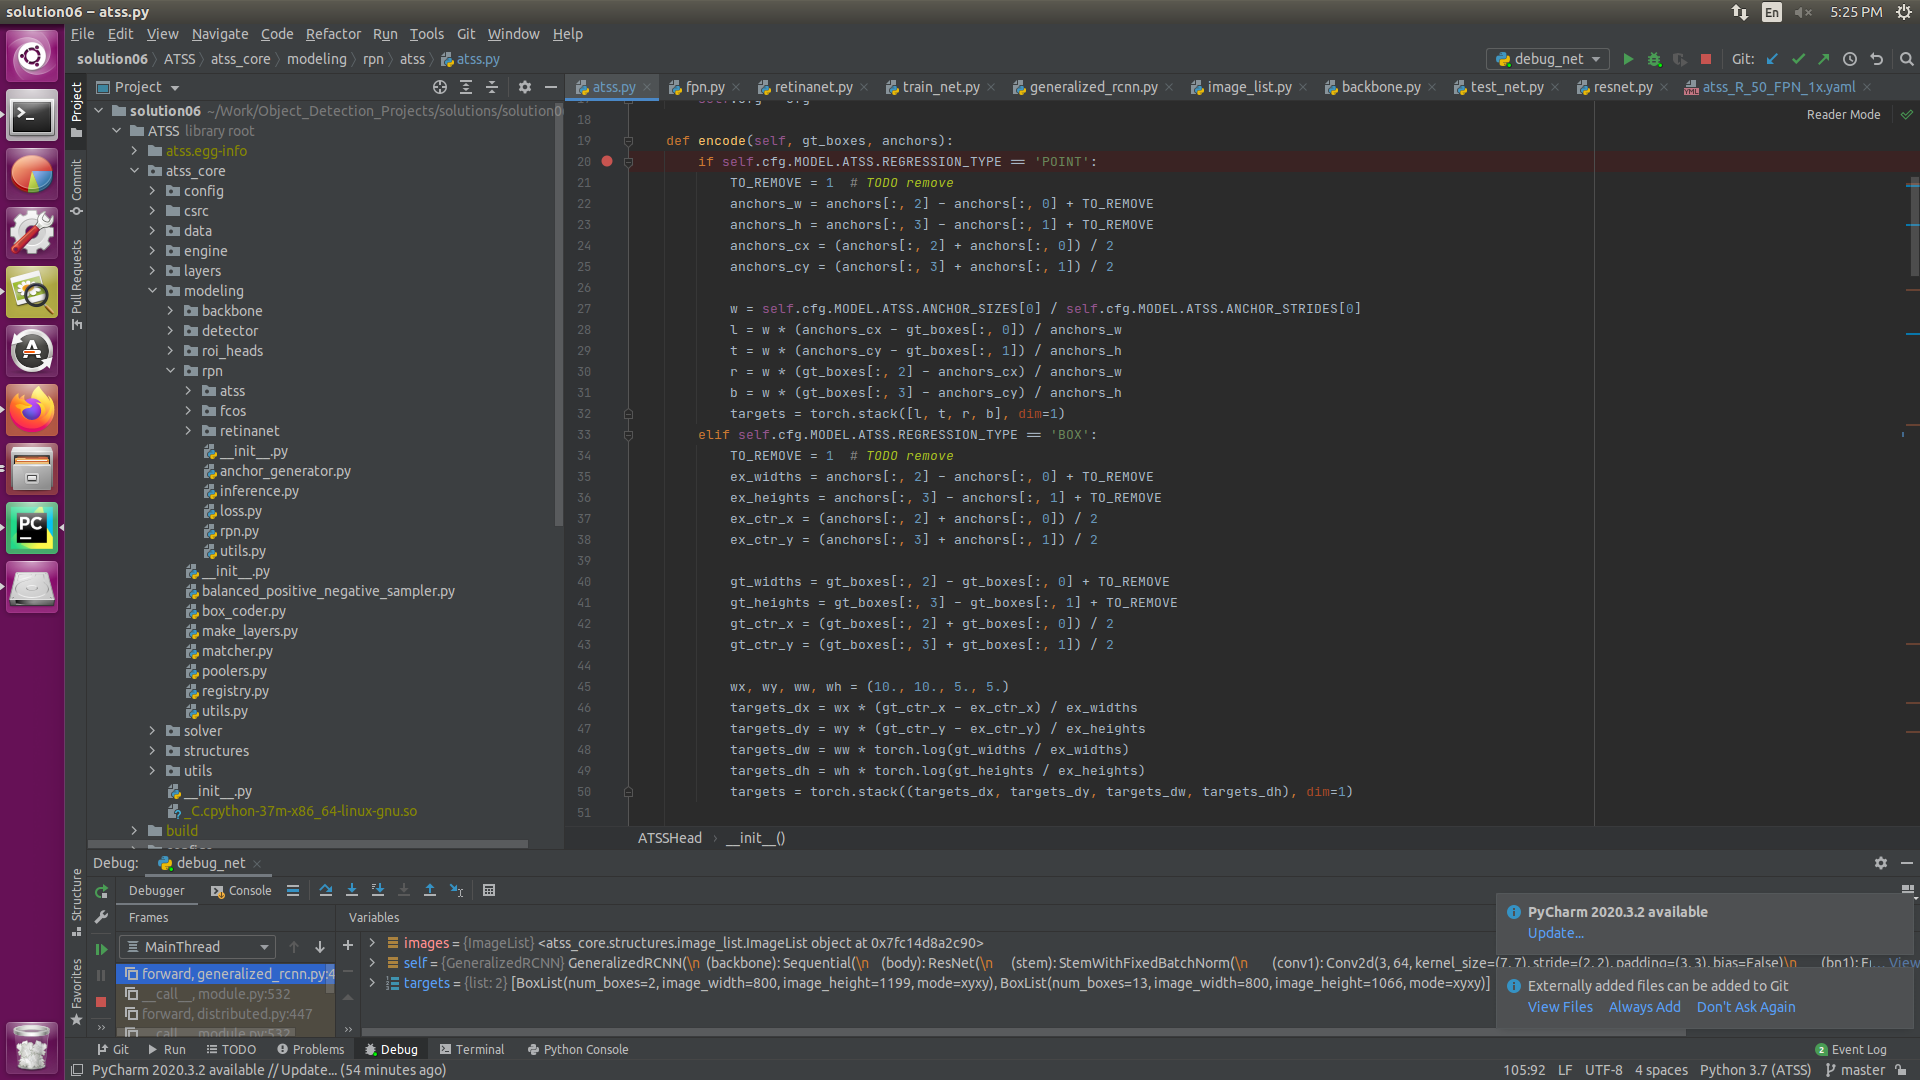 solution06 – atss.py
En
5:25 PM
File Edit View Navigate Code Refactor Run Tools Git Window Help
solution06 ATSS atss_core modeling rpn atss atss.py
debug_net
Git:
Project
atss.py fpn.py retinanet.py train_net.py generalized_rcnn.py image_list.py backbone.py test_net.py resnet.py atss_R_50_FPN_1x.yaml
Reader Mode
Project
Commit
Pull Requests
Structure
Favorites
solution06 ~/Work/Object_Detection_Projects/solutions/solution0
ATSS library root
atss.egg-info
atss_core
config
csrc
data
engine
layers
modeling
backbone
detector
roi_heads
rpn
atss
fcos
retinanet
__init__.py
anchor_generator.py
inference.py
loss.py
rpn.py
utils.py
__init__.py
balanced_positive_negative_sampler.py
box_coder.py
make_layers.py
matcher.py
poolers.py
registry.py
utils.py
solver
structures
utils
__init__.py
_C.cpython-37m-x86_64-linux-gnu.so
build
18
19 def encode(self, gt_boxes, anchors):
20 if self.cfg.MODEL.ATSS.REGRESSION_TYPE == 'POINT':
21 TO_REMOVE = 1  # TODO remove
22 anchors_w = anchors[:, 2] - anchors[:, 0] + TO_REMOVE
23 anchors_h = anchors[:, 3] - anchors[:, 1] + TO_REMOVE
24 anchors_cx = (anchors[:, 2] + anchors[:, 0]) / 2
25 anchors_cy = (anchors[:, 3] + anchors[:, 1]) / 2
26
27 w = self.cfg.MODEL.ATSS.ANCHOR_SIZES[0] / self.cfg.MODEL.ATSS.ANCHOR_STRIDES[0]
28 l = w * (anchors_cx - gt_boxes[:, 0]) / anchors_w
29 t = w * (anchors_cy - gt_boxes[:, 1]) / anchors_h
30 r = w * (gt_boxes[:, 2] - anchors_cx) / anchors_w
31 b = w * (gt_boxes[:, 3] - anchors_cy) / anchors_h
32 targets = torch.stack([l, t, r, b], dim=1)
33 elif self.cfg.MODEL.ATSS.REGRESSION_TYPE == 'BOX':
34 TO_REMOVE = 1  # TODO remove
35 ex_widths = anchors[:, 2] - anchors[:, 0] + TO_REMOVE
36 ex_heights = anchors[:, 3] - anchors[:, 1] + TO_REMOVE
37 ex_ctr_x = (anchors[:, 2] + anchors[:, 0]) / 2
38 ex_ctr_y = (anchors[:, 3] + anchors[:, 1]) / 2
39
40 gt_widths = gt_boxes[:, 2] - gt_boxes[:, 0] + TO_REMOVE
41 gt_heights = gt_boxes[:, 3] - gt_boxes[:, 1] + TO_REMOVE
42 gt_ctr_x = (gt_boxes[:, 2] + gt_boxes[:, 0]) / 2
43 gt_ctr_y = (gt_boxes[:, 3] + gt_boxes[:, 1]) / 2
44
45 wx, wy, ww, wh = (10., 10., 5., 5.)
46 targets_dx = wx * (gt_ctr_x - ex_ctr_x) / ex_widths
47 targets_dy = wy * (gt_ctr_y - ex_ctr_y) / ex_heights
48 targets_dw = ww * torch.log(gt_widths / ex_widths)
49 targets_dh = wh * torch.log(gt_heights / ex_heights)
50 targets = torch.stack((targets_dx, targets_dy, targets_dw, targets_dh), dim=1)
51
ATSSHead › __init__()
Debug: debug_net
Debugger Console
Frames
Variables
MainThread
forward, generalized_rcnn.py:4
__call__, module.py:532
forward, distributed.py:447
__call__, module.py:532
images = {ImageList} <atss_core.structures.image_list.ImageList object at 0x7fc14d8a2c90>
self = {GeneralizedRCNN} GeneralizedRCNN(\n (backbone): Sequential(\n (body): ResNet(\n (stem): StemWithFixedBatchNorm(\n (conv1): Conv2d(3, 64, kernel_size=(7, 7), stride=(2, 2), padding=(3, 3), bias=False)\n (bn1): F... View
targets = {list: 2} [BoxList(num_boxes=2, image_width=800, image_height=1199, mode=xyxy), BoxList(num_boxes=13, image_width=800, image_height=1066, mode=xyxy)]
PyCharm 2020.3.2 available
Update...
Externally added files can be added to Git
View Files Always Add Don't Ask Again
Git Run TODO Problems Debug Terminal Python Console
2 Event Log
PyCharm 2020.3.2 available // Update... (54 minutes ago)
105:92 LF UTF-8 4 spaces Python 3.7 (ATSS) master